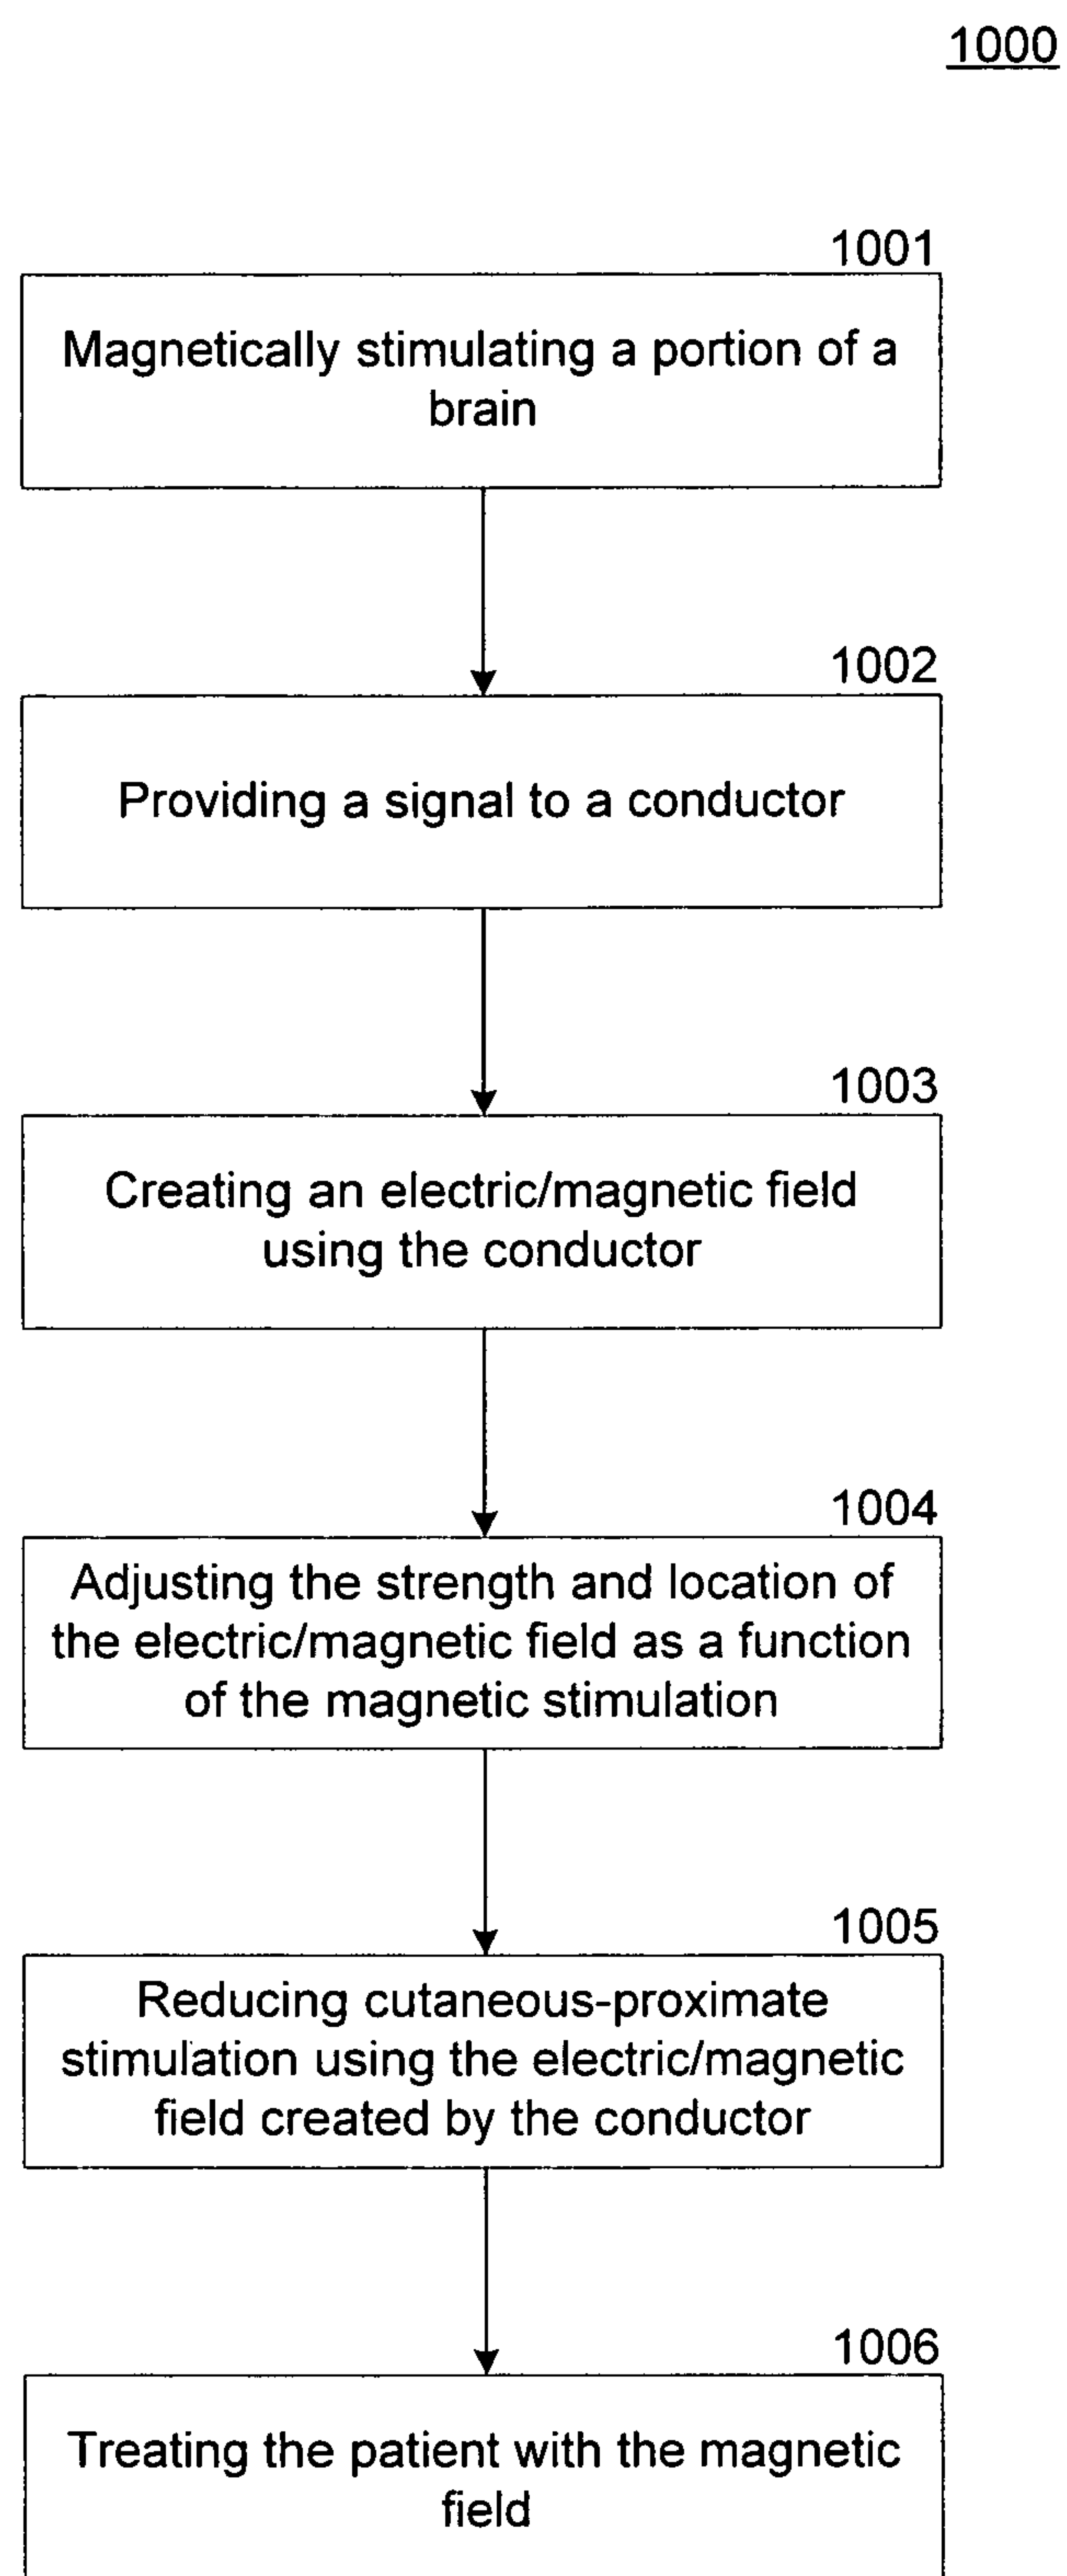 1000
1001
Magnetically stimulating a portion of a
brain
1002
Providing a signal to a conductor
1003
Creating an electric/magnetic field
using the conductor
1004
Adjusting the strength and location of
the electric/magnetic field as a function
of the magnetic stimulation
1005
Reducing cutaneous-proximate
stimulation using the electric/magnetic
field created by the conductor
1006
Treating the patient with the magnetic
field